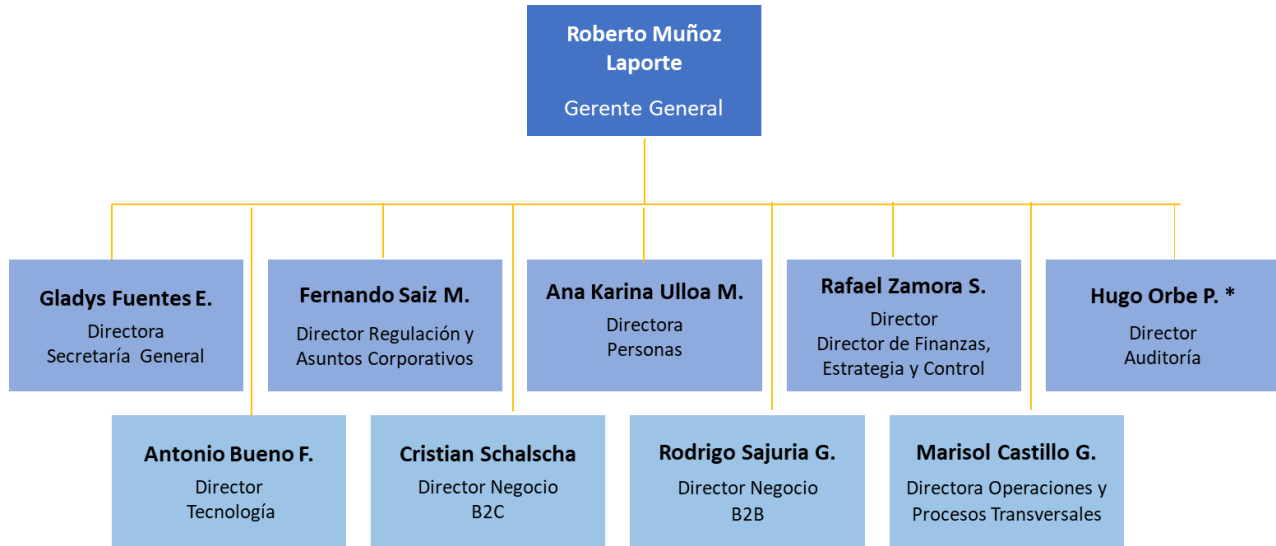 Roberto Muñoz
Laporte
Gerente General
Gladys Fuentes E.
Directora
Secretaría General
Fernando Saiz M.
Director Regulación y
Asuntos Corporativos
Ana Karina Ulloa M.
Directora
Personas
Rafael Zamora S.
Director
Director de Finanzas,
Estrategia y Control
Hugo Orbe P. *
Director
Auditoría
Antonio Bueno F.
Director
Tecnología
Cristian Schalscha
Director Negocio
B2C
Rodrigo Sajuria G.
Director Negocio
B2B
Marisol Castillo G.
Directora Operaciones y
Procesos Transversales